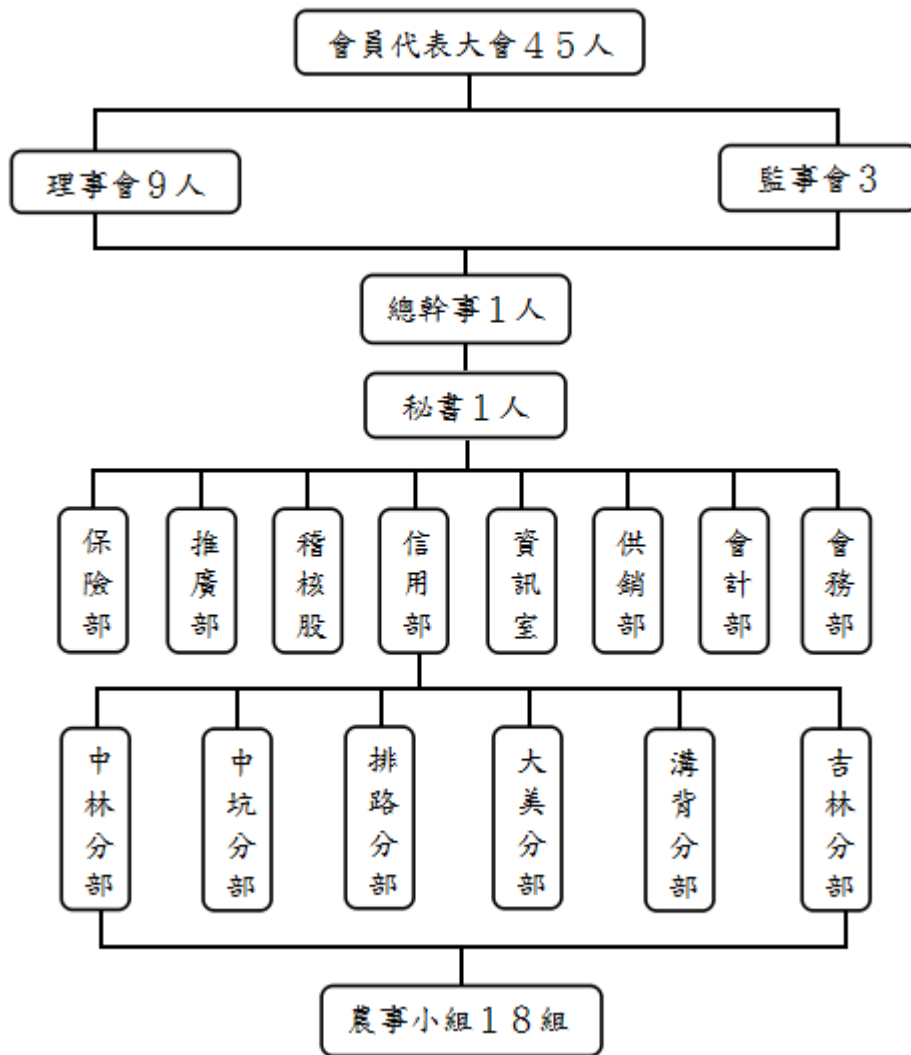 會員代表大會４５人
理事會９人
監事會３
總幹事１人
秘書１人
保險部
推廣部
稽核股
信用部
資訊室
供銷部
會計部
會務部
中林分部
中坑分部
排路分部
大美分部
溝背分部
吉林分部
農事小組１８組